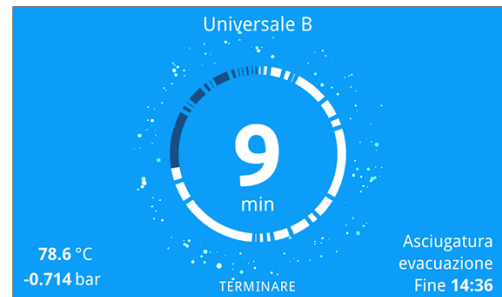 Universale B
9
min
78.6 °C
-0.714 bar
TERMINARE
Asciugatura
evacuazione
Fine 14:36